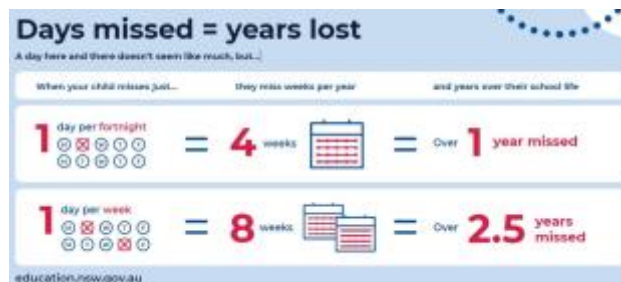 Days missed = years lost
A day here and there doesn't seem like much, but...
When your child misses just... they miss weeks per year and years over their school life
1 day per fortnight = 4 weeks = Over 1 year missed
M T W T F
M T W T F
1 day per week = 8 weeks = Over 2.5 years missed
M T W T F
M T W T F
education.nsw.gov.au